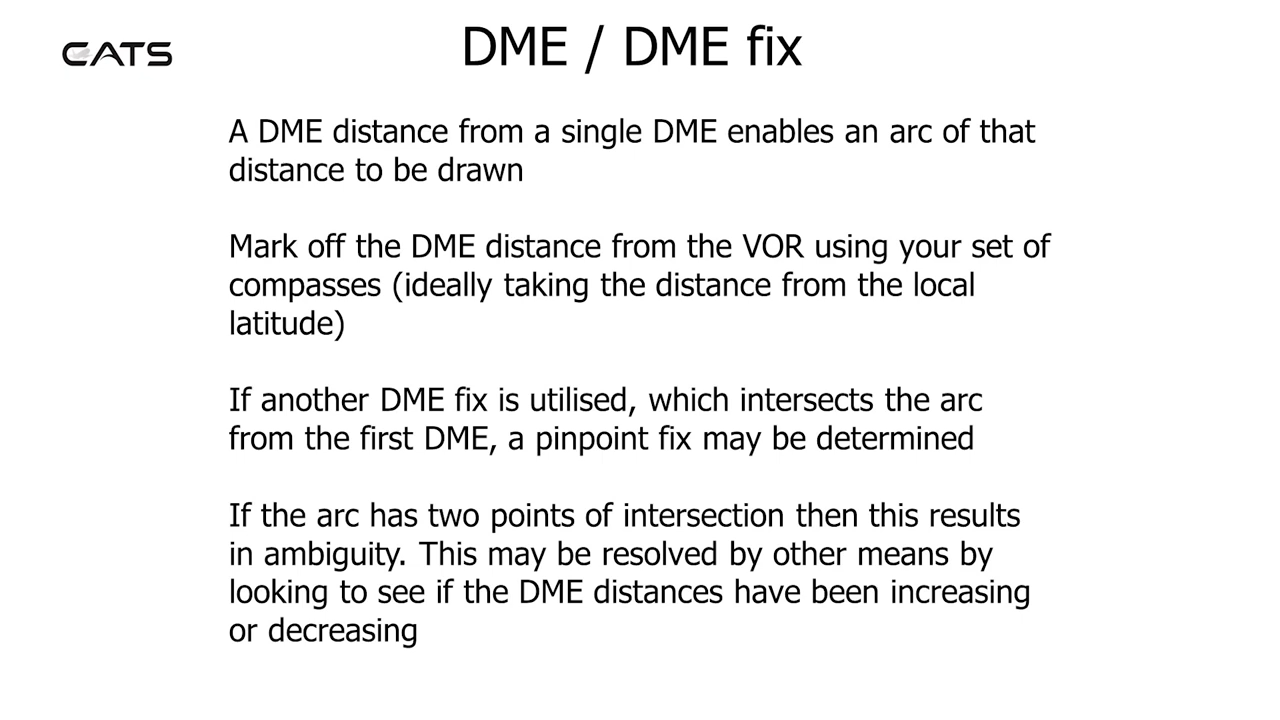 CATS
DME / DME fix
A DME distance from a single DME enables an arc of that
distance to be drawn
Mark off the DME distance from the VOR using your set of
compasses (ideally taking the distance from the local
latitude)
If another DME fix is utilised, which intersects the arc
from the first DME, a pinpoint fix may be determined
If the arc has two points of intersection then this results
in ambiguity. This may be resolved by other means by
looking to see if the DME distances have been increasing
or decreasing